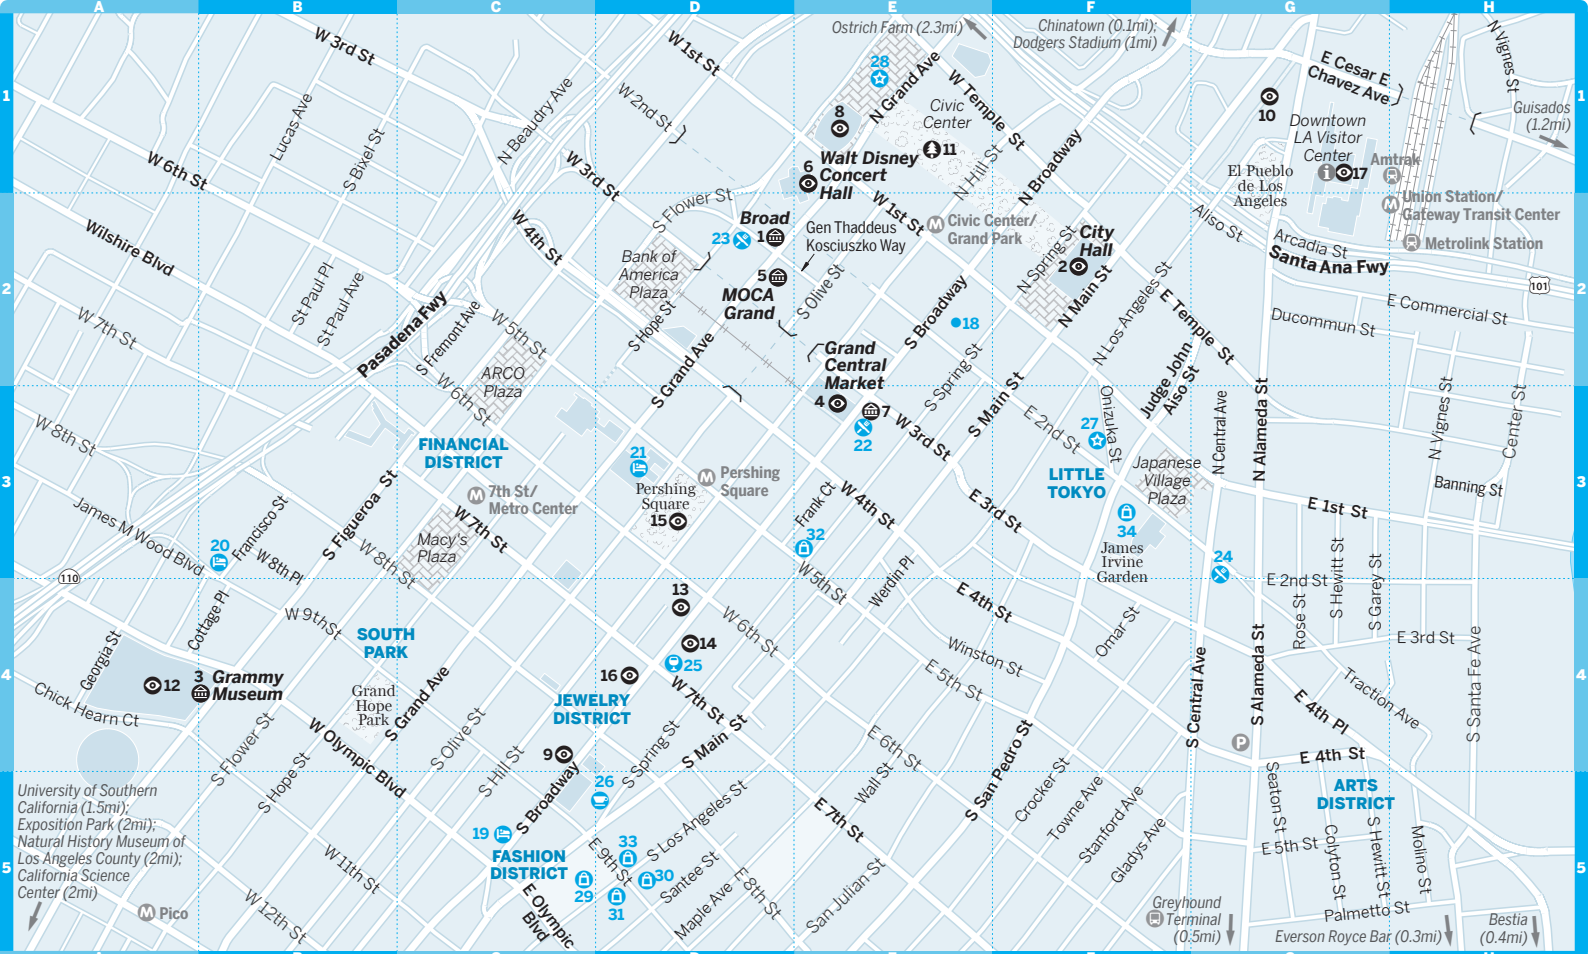 A B C D E F G H
1
2
3
4
5
1
2
3
4
5
Ostrich Farm (2.3mi)
Chinatown (0.1mi);
Dodgers Stadium (1mi)
W 3rd St
W 1st St
28
N Grand Ave
W Temple St
E Cesar E
Chavez Ave
N Vignes St
Guisados
(1.2mi)
Lucas Ave
S Bixel St
N Beaudry Ave
W 2nd St
8
Civic
Center
11
10
Downtown
LA Visitor
Center
17
Amtrak
N Broadway
N Hill St
Walt Disney
Concert
Hall
6
W 6th St
W 3rd St
El Pueblo
de Los
Angeles
Union Station/
Gateway Transit Center
Metrolink Station
S Flower St
Broad
1
23
Gen Thaddeus
Kosciuszko Way
W 1st St
Civic Center/
Grand Park
City
Hall
2
N Spring St
N Main St
Aliso St
Arcadia St
Santa Ana Fwy
101
Wilshire Blvd
W 4th St
Bank of
America
Plaza
5
MOCA
Grand
S Olive St
St Paul Pl
St Paul Ave
Pasadena Fwy
S Fremont Ave
W 5th St
S Hope St
S Grand Ave
S Broadway
18
N Los Angeles St
E Temple St
E Commercial St
Ducommun St
W 7th St
ARCO
Plaza
W 6th St
Grand
Central
Market
4
7
22
S Spring St
S Main St
Judge John
Aiso St
Onizuka St
E 2nd St
N Central Ave
N Alameda St
N Vignes St
Center St
W 8th St
FINANCIAL
DISTRICT
21
Pershing
Square
15
Pershing
Square
W 3rd St
27
LITTLE
TOKYO
Japanese
Village
Plaza
Banning St
E 1st St
James M Wood Blvd
Francisco St
S Figueroa St
7th St/
Metro Center
W 7th St
Macy's
Plaza
W 4th St
Frank Ct
32
E 3rd St
34
James
Irvine
Garden
24
110
20
W 8th Pl
W 8th St
W 5th St
Werdin Pl
E 4th St
E 2nd St
S Hewitt St
S Garey St
Rose St
Cottage Pl
W 9th St
SOUTH
PARK
13
14
25
16
W 6th St
Winston St
E 5th St
Omar St
E 3rd St
Georgia St
12
3
Grammy
Museum
Chick Hearn Ct
Grand
Hope
Park
S Grand Ave
JEWELRY
DISTRICT
W 7th St
S Central Ave
S Alameda St
Traction Ave
S Santa Fe Ave
E 4th Pl
S Flower St
S Hope St
W Olympic Blvd
S Olive St
S Hill St
9
S Broadway
26
S Spring St
S Main St
E 6th St
Wall St
S San Pedro St
P
E 4th St
University of Southern
California (1.5mi);
Exposition Park (2mi);
Natural History Museum of
Los Angeles County (2mi);
California Science
Center (2mi)
19
FASHION
DISTRICT
E 9th St
33
29
30
31
S Los Angeles St
Santee St
Maple Ave
E 8th St
E 7th St
San Julian St
Crocker St
Towne Ave
Stanford Ave
Gladys Ave
ARTS
DISTRICT
Seaton St
E 5th St
Colyton St
S Hewitt St
Molino St
W 11th St
W 12th St
Pico
E Olympic
Blvd
Palmetto St
Greyhound
Terminal
(0.5mi)
Everson Royce Bar (0.3mi)
Bestia
(0.4mi)